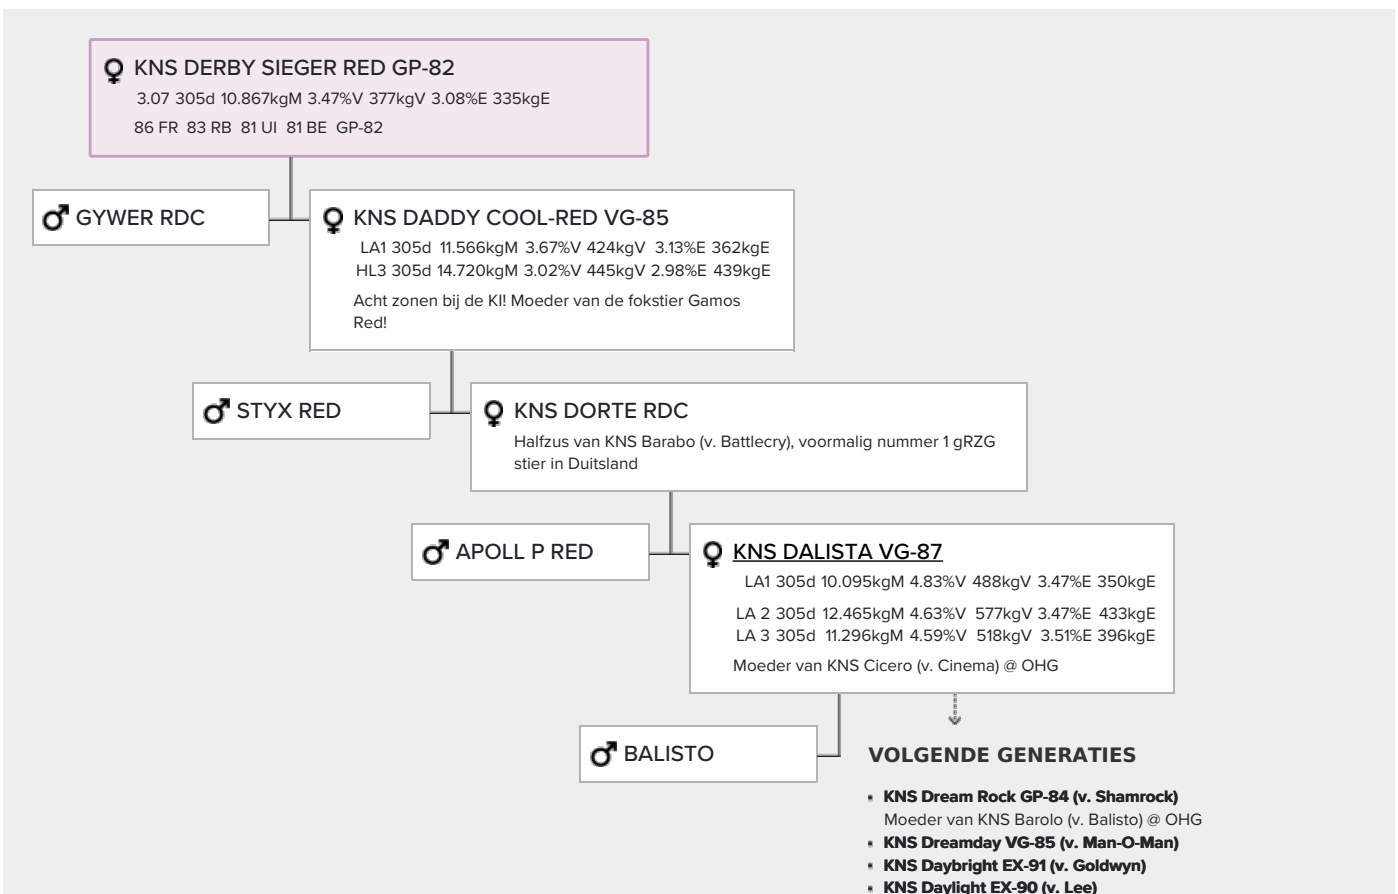 KNS DERBY SIEGER RED GP-82
3.07 305d 10.867kgM 3.47%V 377kgV 3.08%E 335kgE
86 FR 83 RB 81 UI 81 BE GP-82
GYWER RDC
KNS DADDY COOL-RED VG-85
LA1 305d 11.566kgM 3.67%V 424kgV 3.13%E 362kgE
HL3 305d 14.720kgM 3.02%V 445kgV 2.98%E 439kgE
Acht zonen bij de KI! Moeder van de fokstier Gamos
Red!
STYX RED
KNS DORTE RDC
Halfzus van KNS Barabo (v. Battlecry), voormalig nummer 1 gRZG
stier in Duitsland
APOLL P RED
KNS DALISTA VG-87
LA1 305d 10.095kgM 4.83%V 488kgV 3.47%E 350kgE
LA 2 305d 12.465kgM 4.63%V 577kgV 3.47%E 433kgE
LA 3 305d 11.296kgM 4.59%V 518kgV 3.51%E 396kgE
Moeder van KNS Cicero (v. Cinema) @ OHG
BALISTO
VOLGENDE GENERATIES
KNS Dream Rock GP-84 (v. Shamrock)
Moeder van KNS Barolo (v. Balisto) @ OHG
KNS Dreamday VG-85 (v. Man-O-Man)
KNS Daybright EX-91 (v. Goldwyn)
KNS Daylight EX-90 (v. Lee)